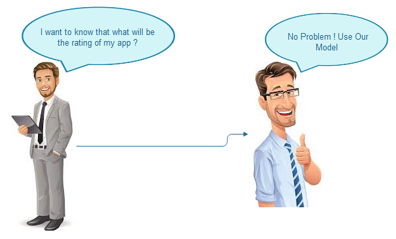 I want to know that what will be
the rating of my app ?
No Problem ! Use Our
Model